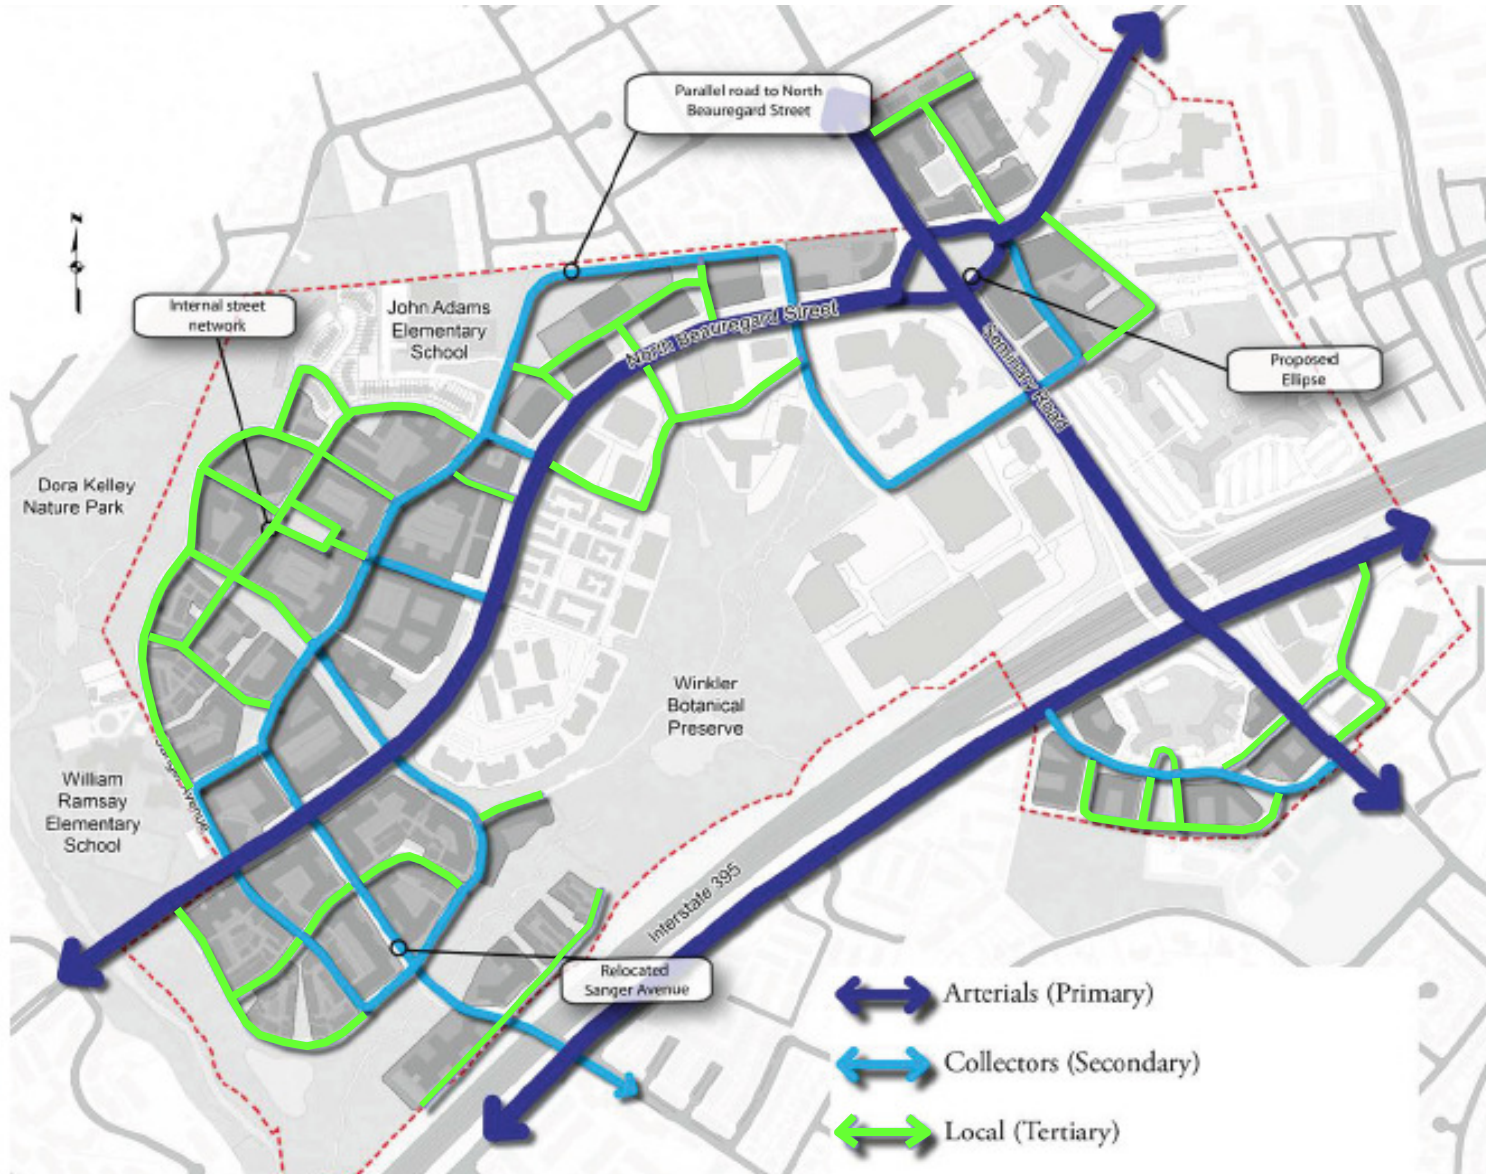 Parallel road to North
Beauregard Street
N
Internal street
network
John Adams
Elementary
School
North Beauregard Street
Seminary Road
Proposed
Ellipse
Dora Kelley
Nature Park
Winkler
Botanical
Preserve
William
Ramsay
Elementary
School
Avenue
Interstate 395
Relocated
Sanger Avenue
Arterials (Primary)
Collectors (Secondary)
Local (Tertiary)